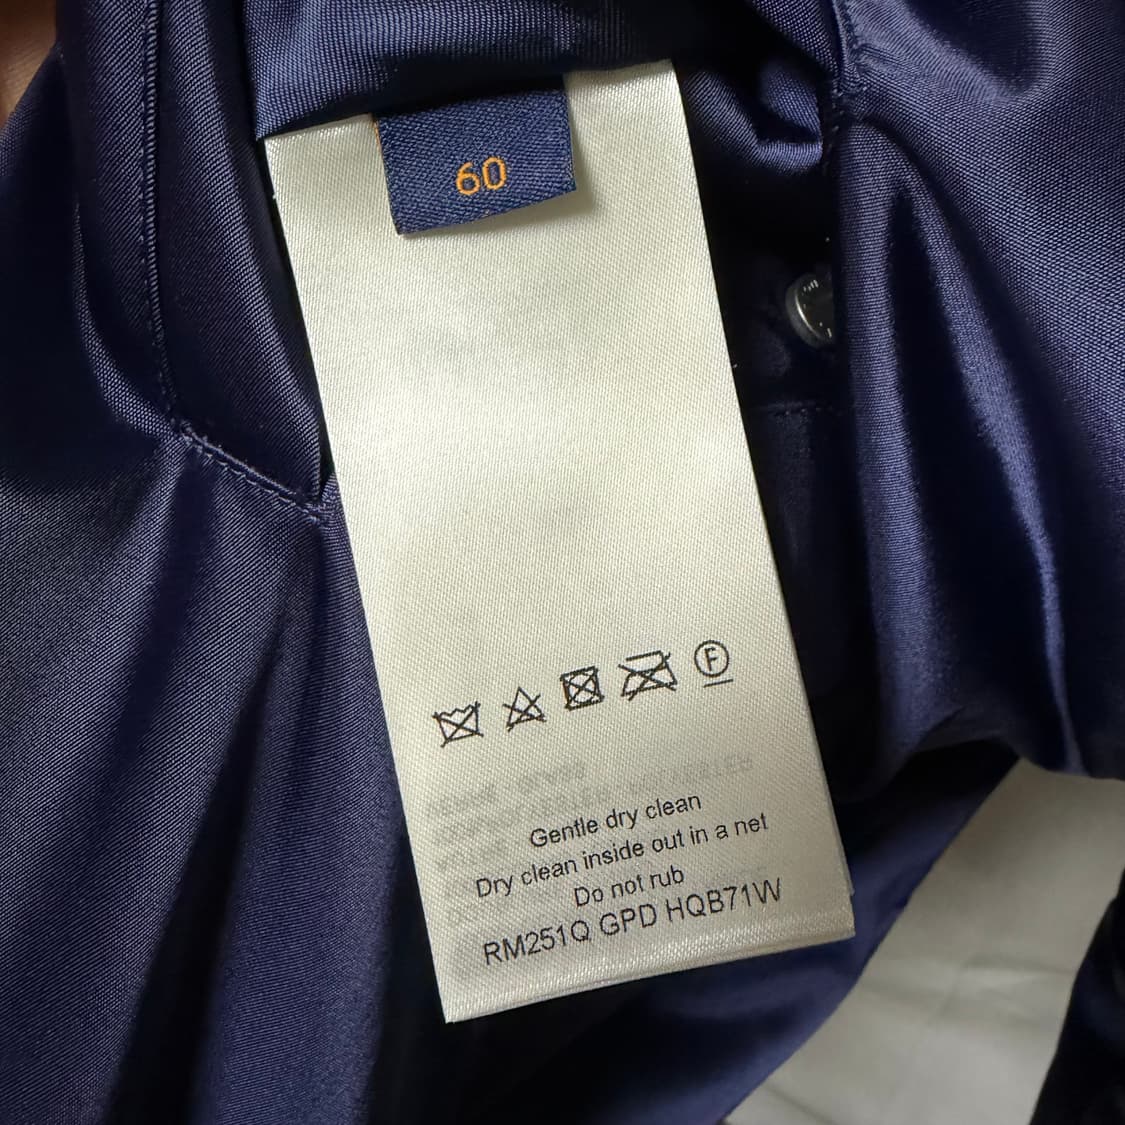 60
F
Gentle dry clean
Dry clean inside out in a net
Do not rub
RM251Q GPD HQB71W